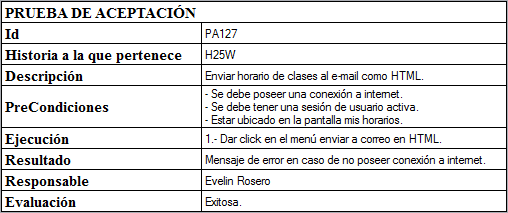 PRUEBA DE ACEPTACIÓN
Id PA127
Historia a la que pertenece H25W
Descripción Enviar horario de clases al e-mail como HTML.
PreCondiciones - Se debe poseer una conexión a internet.
- Se debe tener una sesión de usuario activa.
- Estar ubicado en la pantalla mis horarios.
Ejecución 1.- Dar click en el menú enviar a correo en HTML.
Resultado Mensaje de error en caso de no poseer conexión a internet.
Responsable Evelin Rosero
Evaluación Exitosa.